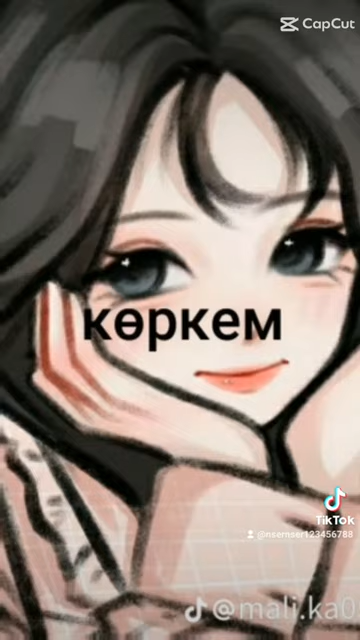 CapCut
көркем
TikTok
@nsernser123456788
@mali.ka0